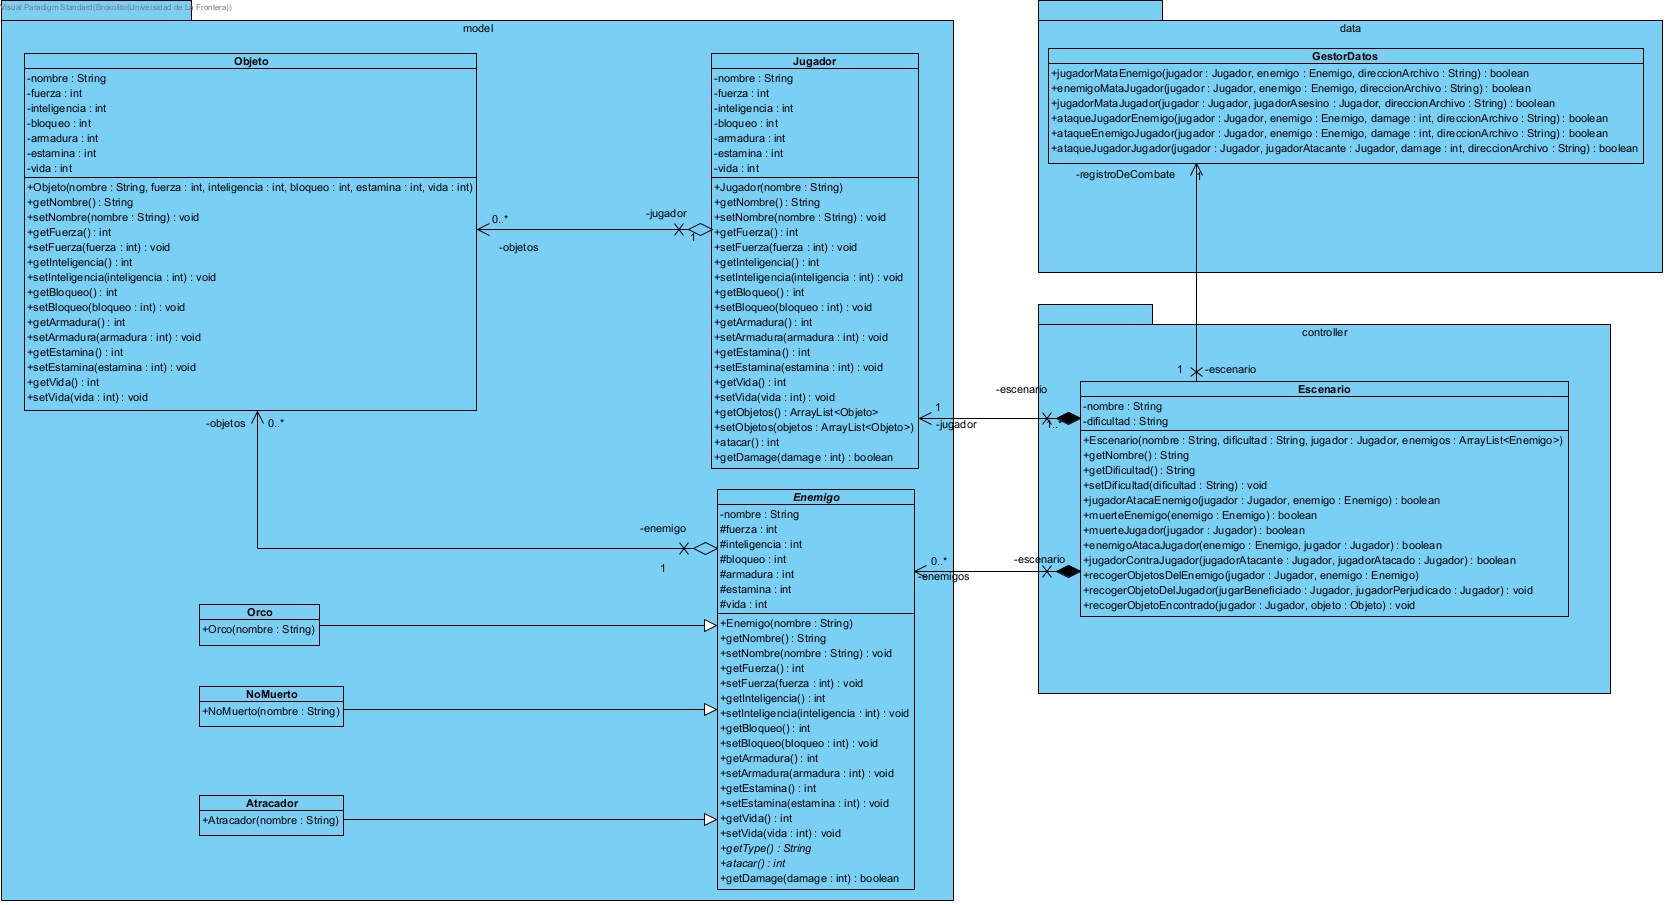 Visual Paradigm Standard(Brokolito(Universidad de La Frontera))
model
Objeto
-nombre : String
-fuerza : int
-inteligencia : int
-bloqueo : int
-armadura : int
-estamina : int
-vida : int
+Objeto(nombre : String, fuerza : int, inteligencia : int, bloqueo : int, estamina : int, vida : int)
+getNombre() : String
+setNombre(nombre : String) : void
+getFuerza() : int
+setFuerza(fuerza : int) : void
+getInteligencia() : int
+setInteligencia(inteligencia : int) : void
+getBloqueo() : int
+setBloqueo(bloqueo : int) : void
+getArmadura() : int
+setArmadura(armadura : int) : void
+getEstamina() : int
+setEstamina(estamina : int) : void
+getVida() : int
+setVida(vida : int) : void
0..*
-objetos
-jugador
1
Jugador
-nombre : String
-fuerza : int
-inteligencia : int
-bloqueo : int
-armadura : int
-estamina : int
-vida : int
+Jugador(nombre : String)
+getNombre() : String
+setNombre(nombre : String) : void
+getFuerza() : int
+setFuerza(fuerza : int) : void
+getInteligencia() : int
+setInteligencia(inteligencia : int) : void
+getBloqueo() : int
+setBloqueo(bloqueo : int) : void
+getArmadura() : int
+setArmadura(armadura : int) : void
+getEstamina() : int
+setEstamina(estamina : int) : void
+getVida() : int
+setVida(vida : int) : void
+getObjetos() : ArrayList<Objeto>
+setObjetos(objetos : ArrayList<Objeto>)
+atacar() : int
+getDamage(damage : int) : boolean
-objetos
0..*
-enemigo
1
Enemigo
-nombre : String
#fuerza : int
#inteligencia : int
#bloqueo : int
#armadura : int
#estamina : int
#vida : int
+Enemigo(nombre : String)
+getNombre() : String
+setNombre(nombre : String) : void
+getFuerza() : int
+setFuerza(fuerza : int) : void
+getInteligencia() : int
+setInteligencia(inteligencia : int) : void
+getBloqueo() : int
+setBloqueo(bloqueo : int) : void
+getArmadura() : int
+setArmadura(armadura : int) : void
+getEstamina() : int
+setEstamina(estamina : int) : void
+getVida() : int
+setVida(vida : int) : void
+getType() : String
+atacar() : int
+getDamage(damage : int) : boolean
Orco
+Orco(nombre : String)
NoMuerto
+NoMuerto(nombre : String)
Atracador
+Atracador(nombre : String)
data
GestorDatos
+jugadorMataEnemigo(jugador : Jugador, enemigo : Enemigo, direccionArchivo : String) : boolean
+enemigoMataJugador(jugador : Jugador, enemigo : Enemigo, direccionArchivo : String) : boolean
+jugadorMataJugador(jugador : Jugador, jugadorAsesino : Jugador, direccionArchivo : String) : boolean
+ataqueJugadorEnemigo(jugador : Jugador, enemigo : Enemigo, damage : int, direccionArchivo : String) : boolean
+ataqueEnemigoJugador(jugador : Jugador, enemigo : Enemigo, damage : int, direccionArchivo : String) : boolean
+ataqueJugadorJugador(jugador : Jugador, jugadorAtacante : Jugador, damage : int, direccionArchivo : String) : boolean
-registroDeCombate
1
controller
1
-escenario
-escenario
1..*
1
-jugador
Escenario
-nombre : String
-dificultad : String
+Escenario(nombre : String, dificultad : String, jugador : Jugador, enemigos : ArrayList<Enemigo>)
+getNombre() : String
+getDificultad() : String
+setDificultad(dificultad : String) : void
+jugadorAtacaEnemigo(jugador : Jugador, enemigo : Enemigo) : boolean
+muerteEnemigo(enemigo : Enemigo) : boolean
+muerteJugador(jugador : Jugador) : boolean
+enemigoAtacaJugador(enemigo : Enemigo, jugador : Jugador) : boolean
+jugadorContraJugador(jugadorAtacante : Jugador, jugadorAtacado : Jugador) : boolean
+recogerObjetosDelEnemigo(jugador : Jugador, enemigo : Enemigo)
+recogerObjetoDelJugador(jugarBeneficiado : Jugador, jugadorPerjudicado : Jugador) : void
+recogerObjetoEncontrado(jugador : Jugador, objeto : Objeto) : void
-escenario
0..*
-enemigos